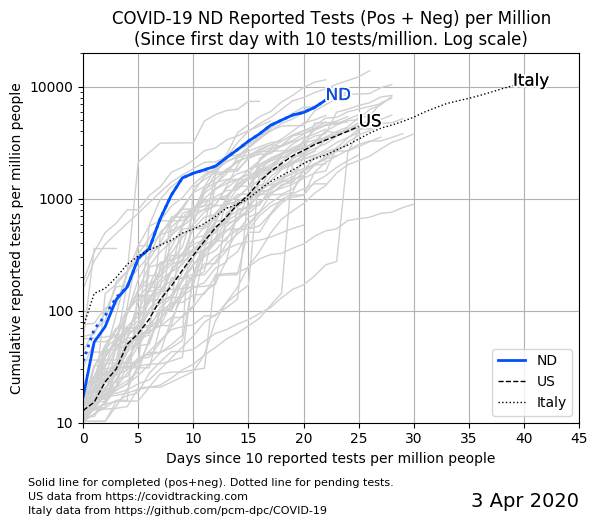 COVID-19 ND Reported Tests (Pos + Neg) per Million
(Since first day with 10 tests/million. Log scale)
Cumulative reported tests per million people
10000
1000
100
10
ND
US
Italy
ND
US
Italy
0 5 10 15 20 25 30 35 40 45
Days since 10 reported tests per million people
Solid line for completed (pos+neg). Dotted line for pending tests.
US data from https://covidtracking.com
Italy data from https://github.com/pcm-dpc/COVID-19
3 Apr 2020